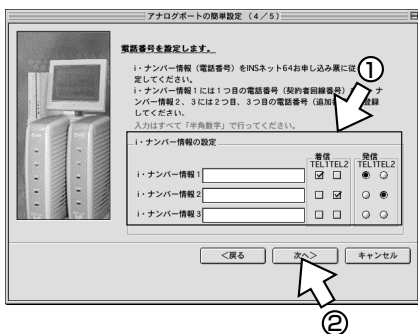 アナログポートの簡単設定（４／５）
電話番号を設定します。
i・ナンバー情報（電話番号）をINSネット64お申し込み票に従
定してください。
i・ナンバー情報１には１つ目の電話番号（契約者回線番号）
ナ
ンバー情報２、３には２つ目、３つ目の電話番号（追加
登録
してください。
入力はすべて「半角数字」で行ってください。
①
i・ナンバー情報の設定
着信 発信
TEL1TEL2 TEL1TEL2
i・ナンバー情報１
i・ナンバー情報２
i・ナンバー情報３
<戻る 次へ> キャンセル
②